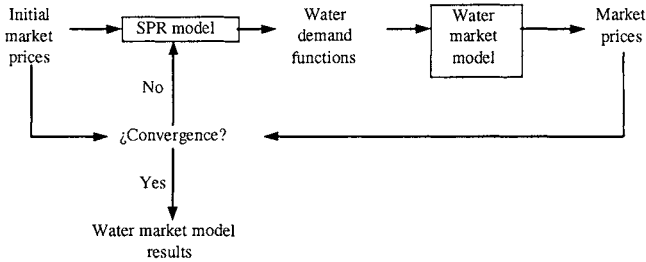 Initial
market
prices
SPR model
Water
demand
functions
Water
market
model
Market
prices
No
¿Convergence?
Yes
Water market model
results